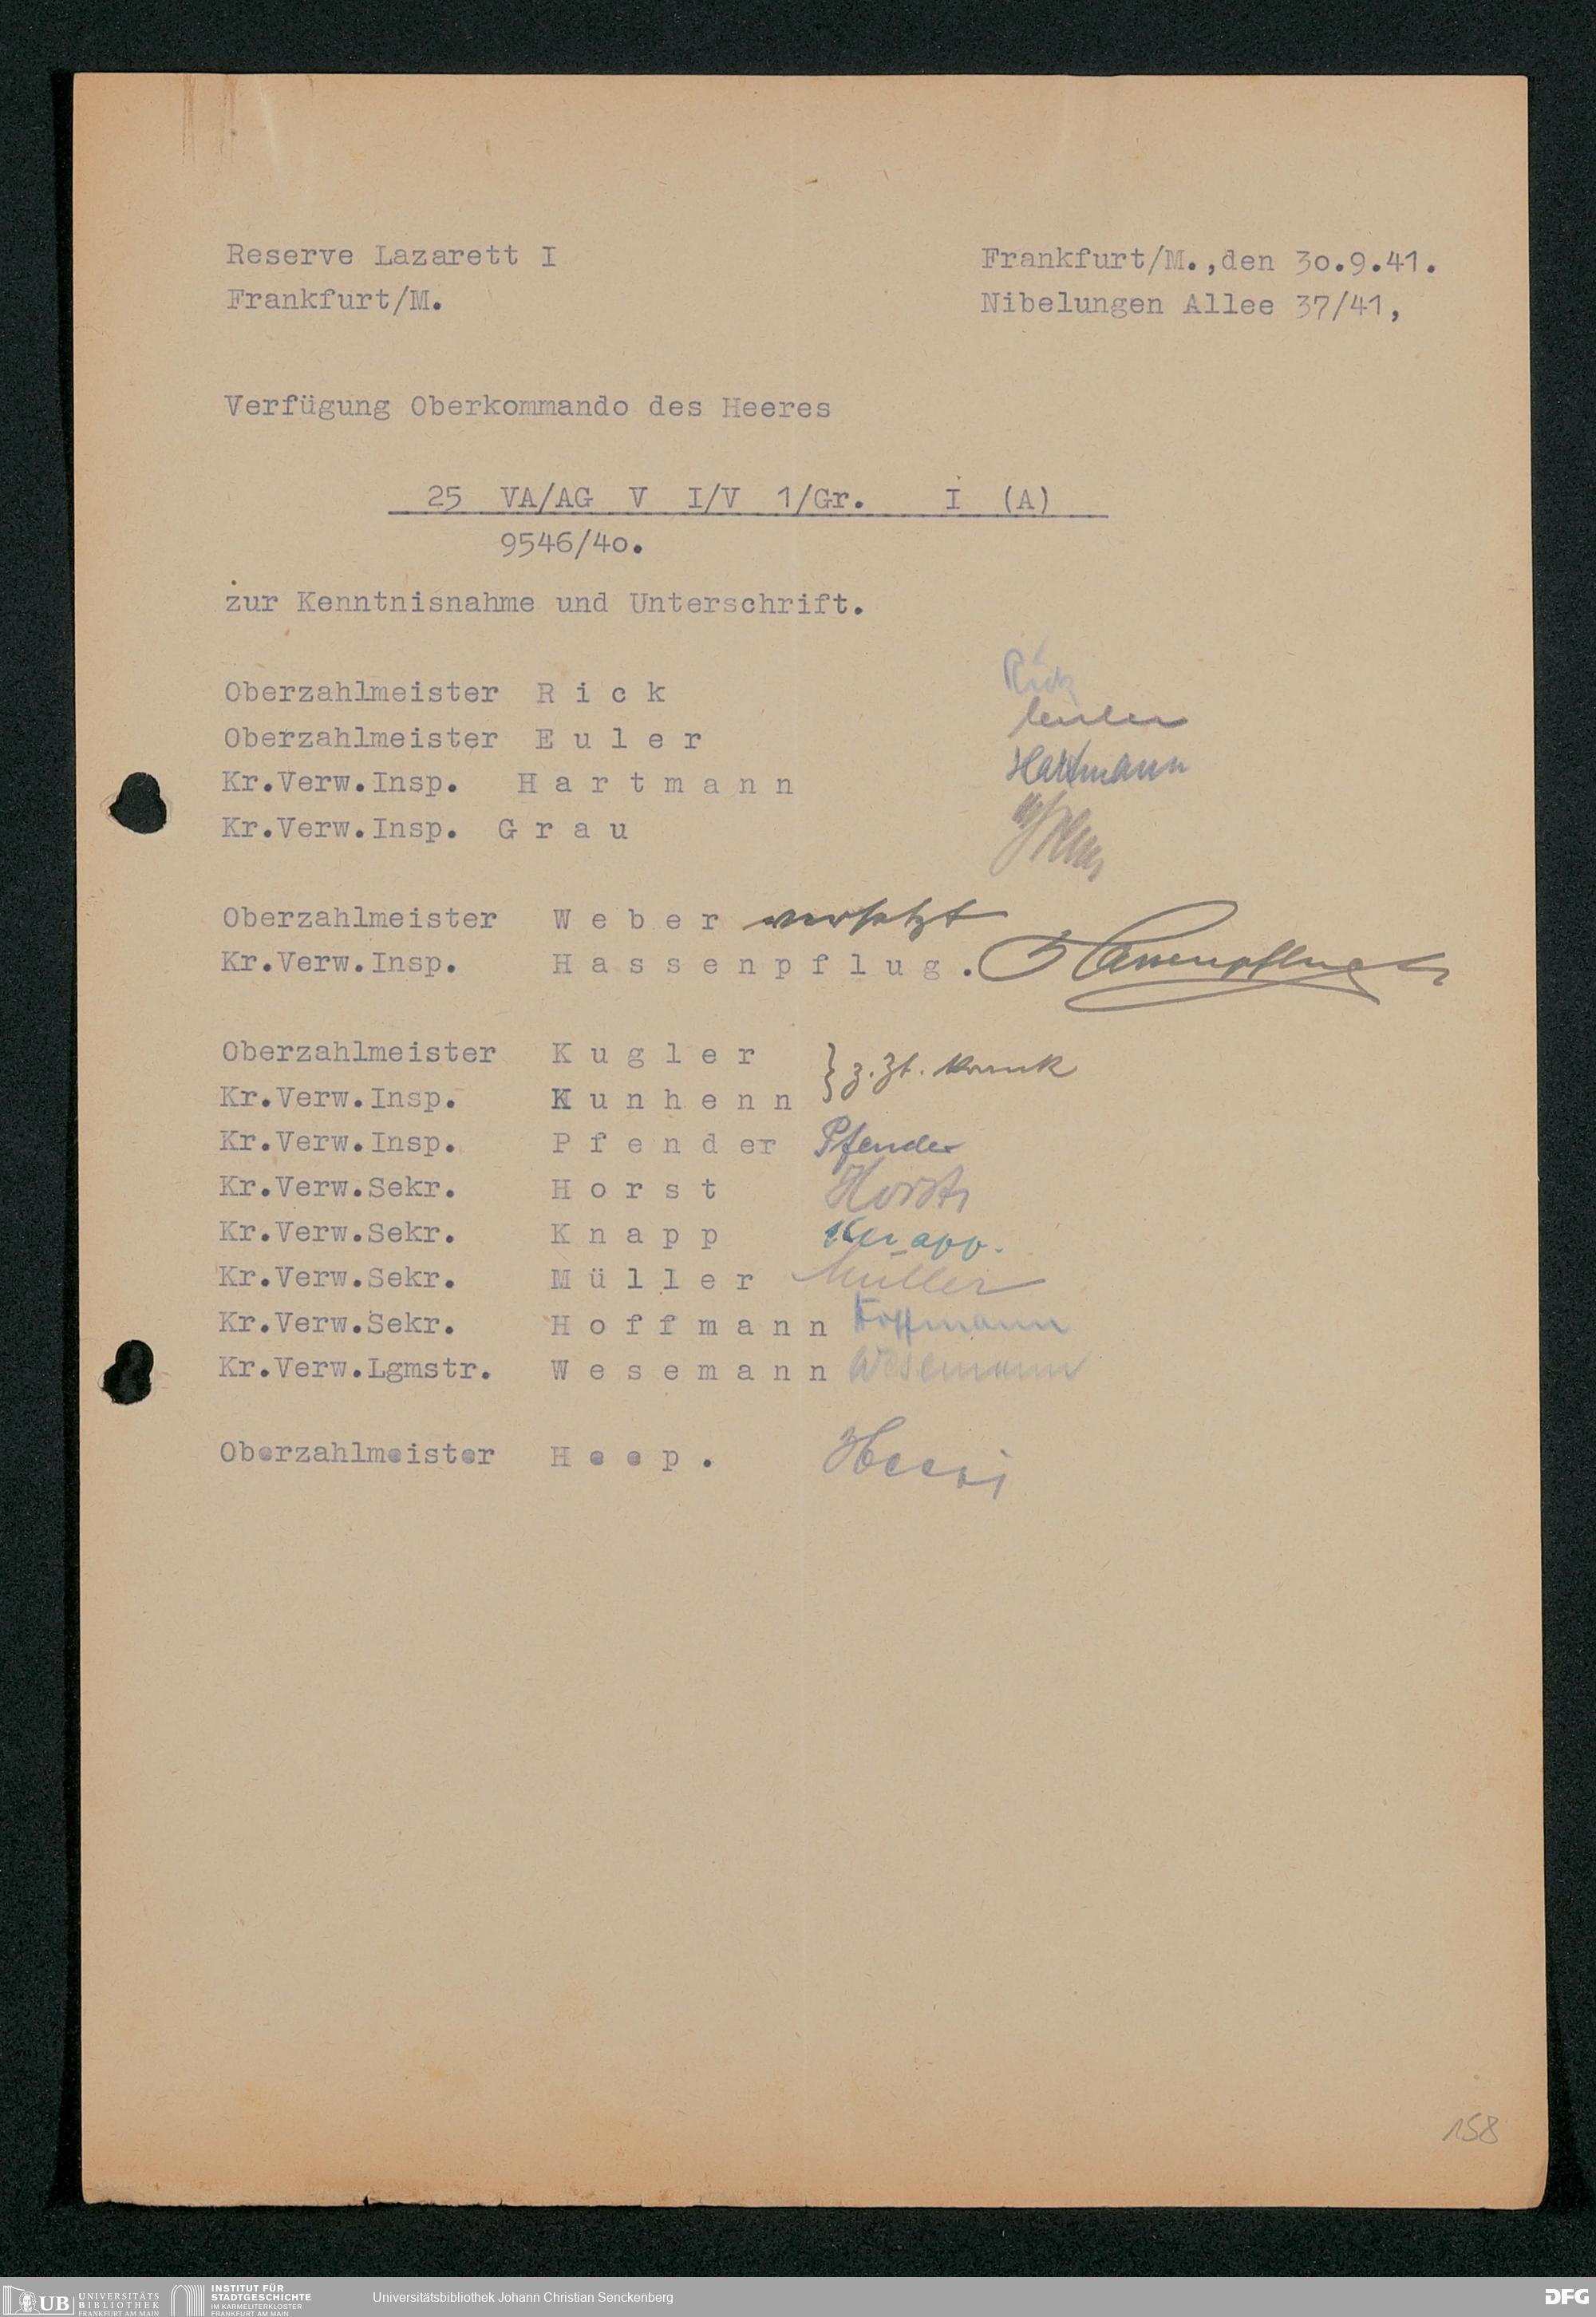 Reserve Lazarett I
Frankfurt/M.
Frankfurt/M.,den 30.9.41.
Nibelungen Allee 37/41,
Verfügung Oberkommando des Heeres
25 VA/AG V I/V 1/Gr. I (A)
9546/40.
zur Kenntnisnahme und Unterschrift.
Oberzahlmeister R i c k Rick
Oberzahlmeister E u l e r
Kr.Verw.Insp. H a r t m a n n Hartmann
Kr.Verw.Insp. G r a u
Oberzahlmeister W e b e r versetzt
Kr.Verw.Insp. H a s s e n p f l u g . Hassenpflug
Oberzahlmeister K u g l e r } z. Zt. krank
Kr.Verw.Insp. K u n h e n n
Kr.Verw.Insp. P f e n d er Pfender
Kr.Verw.Sekr. H o r s t Horst
Kr.Verw.Sekr. K n a p p Knapp.
Kr.Verw.Sekr. M ü l l e r Müller
Kr.Verw.Sekr. H o f f m a n n Hoffmann
Kr.Verw.Lgmstr. W e s e m a n n Wesemann
Oberzahlmeister H e e p . Heep
158
UB UNIVERSITÄTS BIBLIOTHEK FRANKFURT AM MAIN
INSTITUT FÜR STADTGESCHICHTE IM KARMELITERKLOSTER FRANKFURT AM MAIN
Universitätsbibliothek Johann Christian Senckenberg
DFG